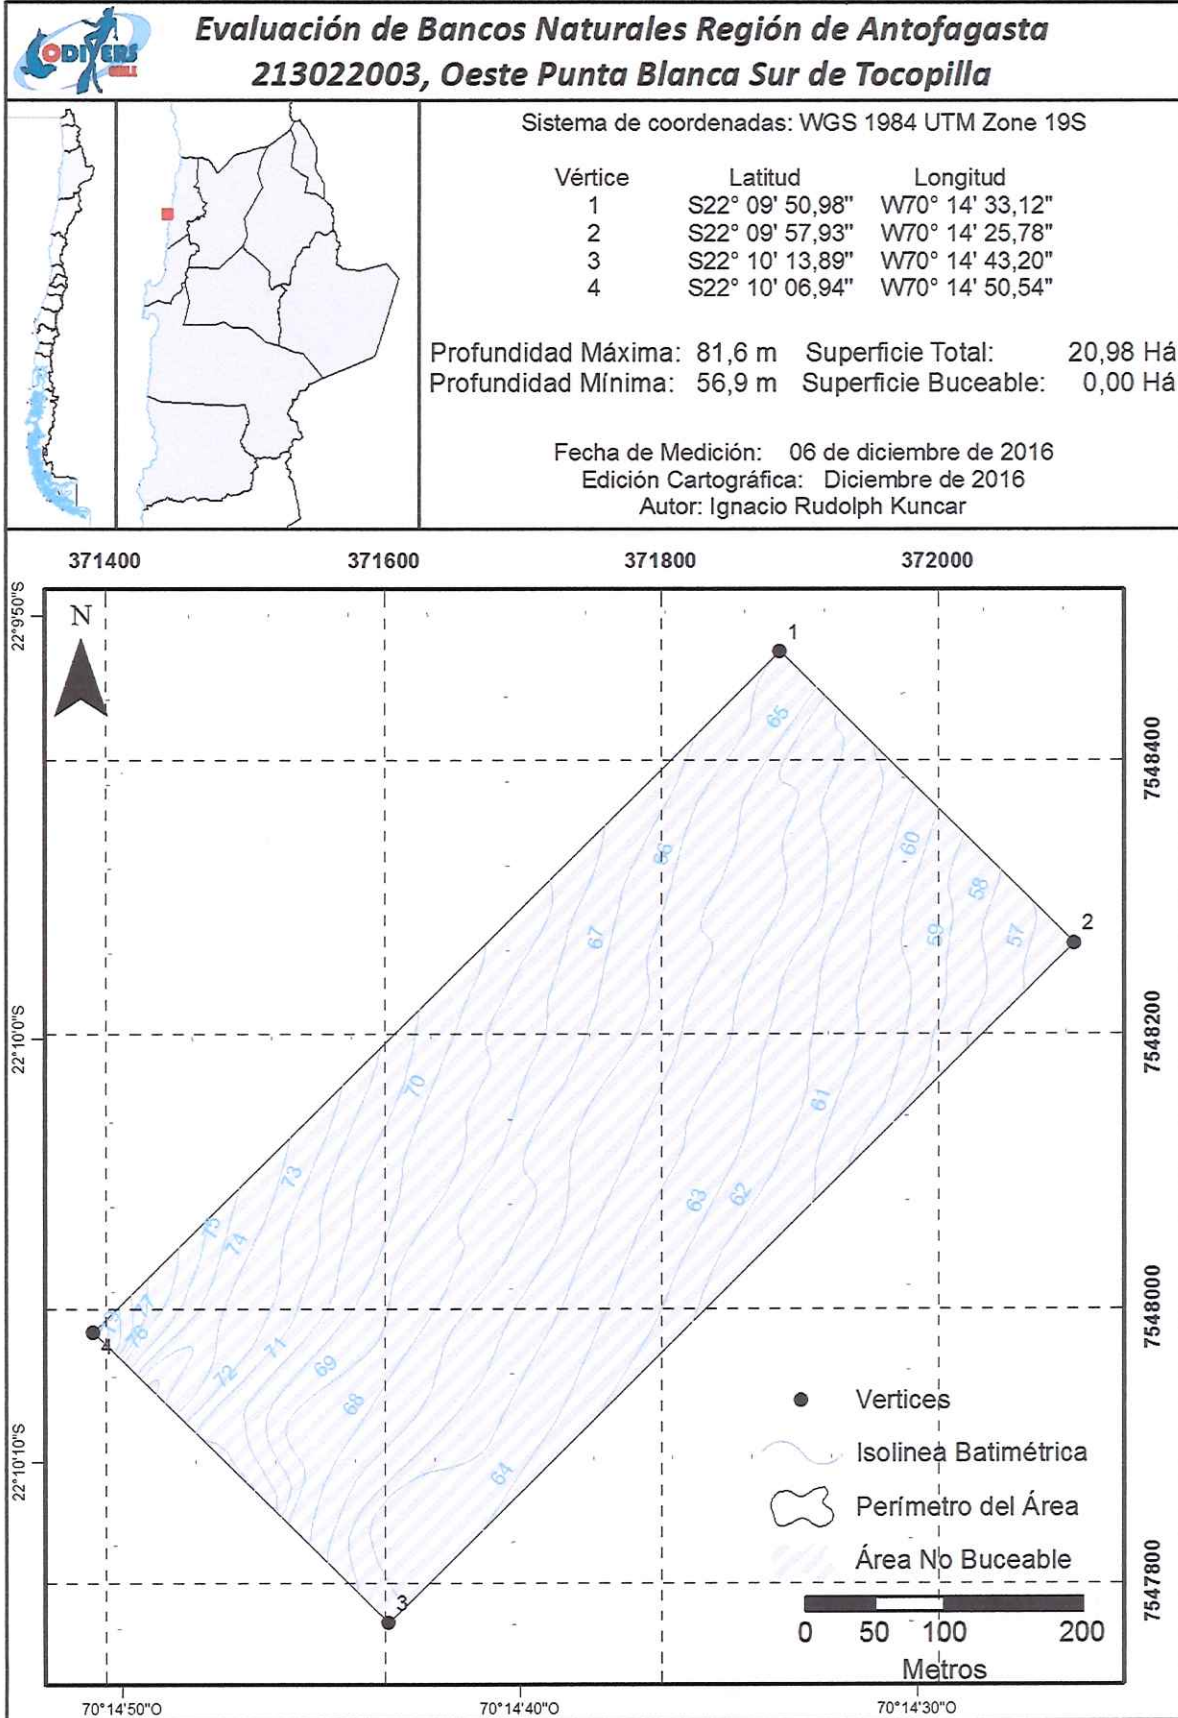 ODIVERS
CHILE
Evaluación de Bancos Naturales Región de Antofagasta
213022003, Oeste Punta Blanca Sur de Tocopilla
Sistema de coordenadas: WGS 1984 UTM Zone 19S
Vértice Latitud Longitud
1 S22° 09' 50,98" W70° 14' 33,12"
2 S22° 09' 57,93" W70° 14' 25,78"
3 S22° 10' 13,89" W70° 14' 43,20"
4 S22° 10' 06,94" W70° 14' 50,54"
Profundidad Máxima: 81,6 m Superficie Total: 20,98 Há
Profundidad Mínima: 56,9 m Superficie Buceable: 0,00 Há
Fecha de Medición: 06 de diciembre de 2016
Edición Cartográfica: Diciembre de 2016
Autor: Ignacio Rudolph Kuncar
371400 371600 371800 372000
22°9'50"S
N
1
65
7548400
60
66
58
2
67
59
57
22°10'0"S
7548200
70
61
73
63
62
75
74
77
7548000
76
4
71
69
72
68
64
22°10'10"S
Vertices
Isolinea Batimétrica
Perímetro del Área
Área No Buceable
7547800
3
0 50 100 200
Metros
70°14'50"O 70°14'40"O 70°14'30"O